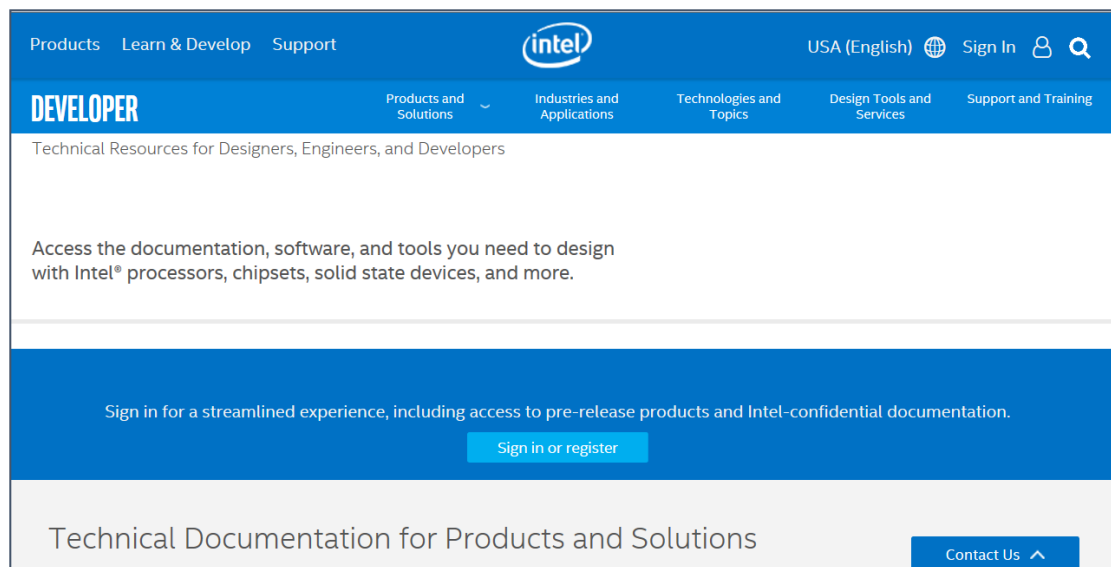 Products Learn & Develop Support intel USA (English) Sign In
DEVELOPER
Products and Solutions
Industries and Applications
Technologies and Topics
Design Tools and Services
Support and Training
Technical Resources for Designers, Engineers, and Developers
Access the documentation, software, and tools you need to design
with Intel® processors, chipsets, solid state devices, and more.
Sign in for a streamlined experience, including access to pre-release products and Intel-confidential documentation.
Sign in or register
Technical Documentation for Products and Solutions
Contact Us